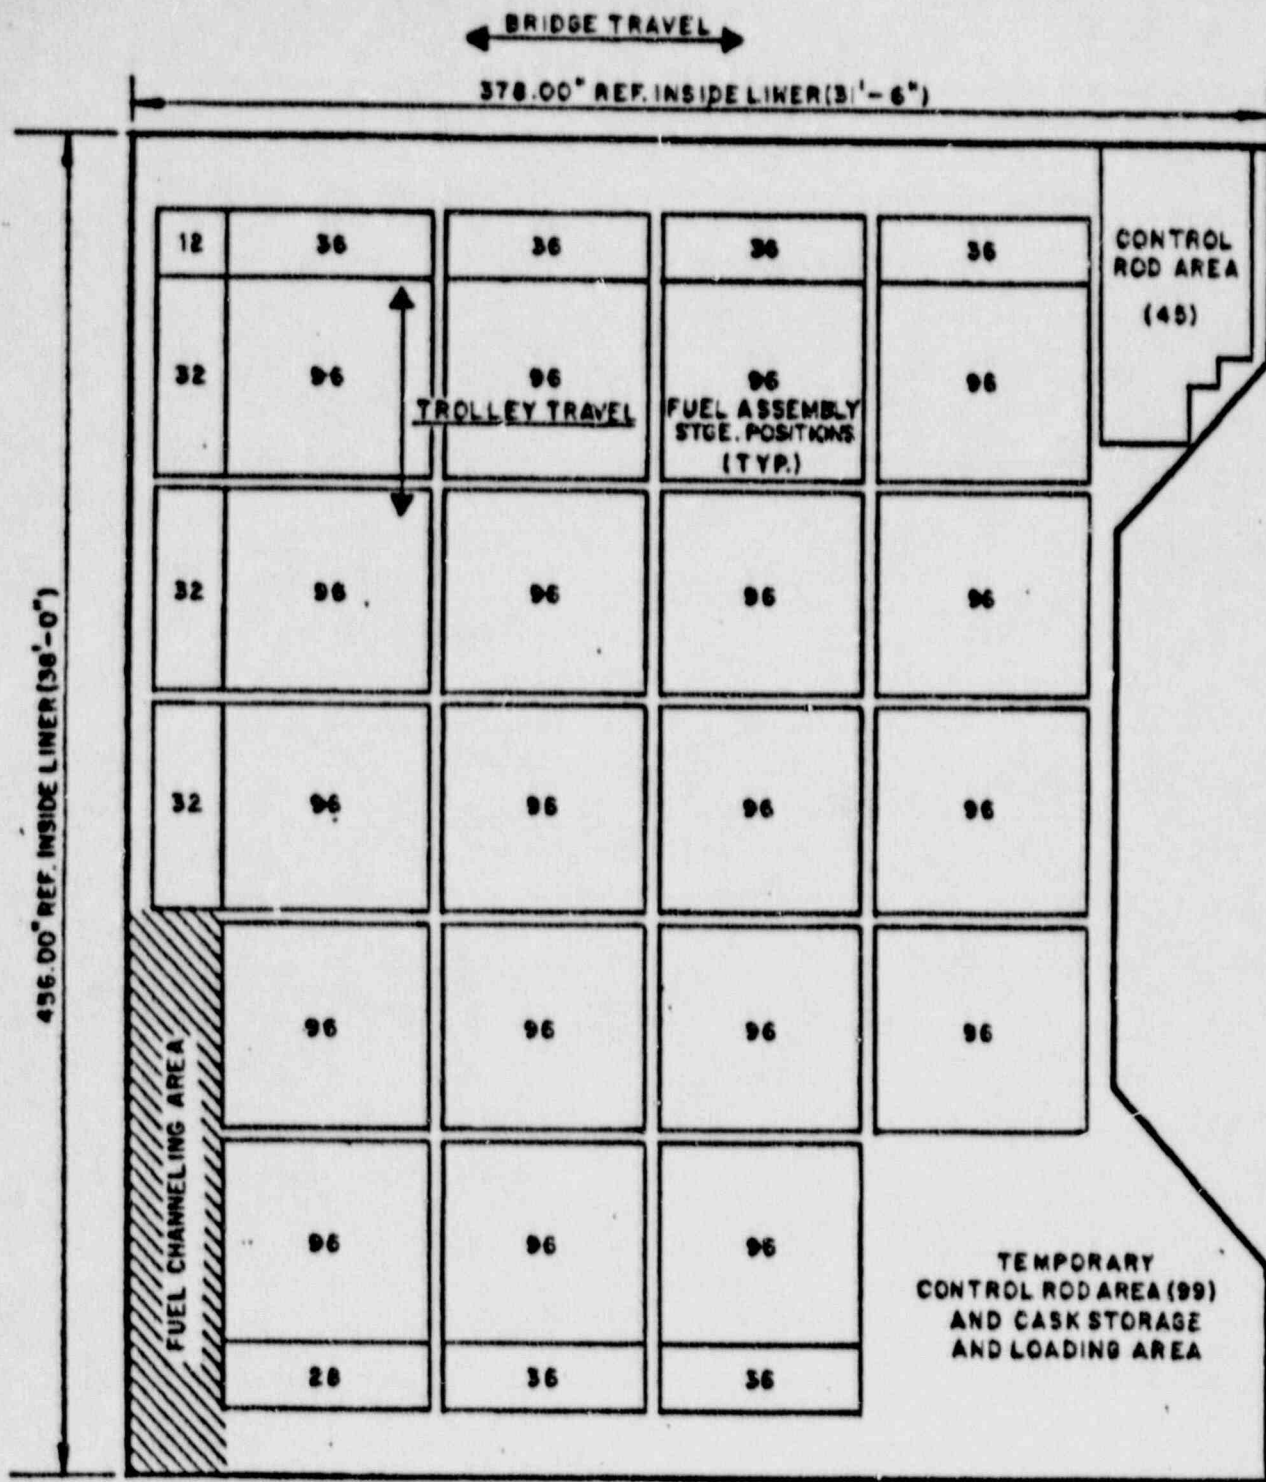 BRIDGE TRAVEL
378.00" REF. INSIDE LINER (31'-6")
12 36 36 36 36
CONTROL
ROD AREA
(45)
32 96 96 96 96
TROLLEY TRAVEL
FUEL ASSEMBLY
STGE. POSITIONS
(TYP.)
32 96 96 96 96
456.00" REF. INSIDE LINER (38'-0")
32 96 96 96 96
96 96 96 96
FUEL CHANNELING AREA
96 96 96
TEMPORARY
CONTROL ROD AREA (99)
AND CASK STORAGE
AND LOADING AREA
28 36 36